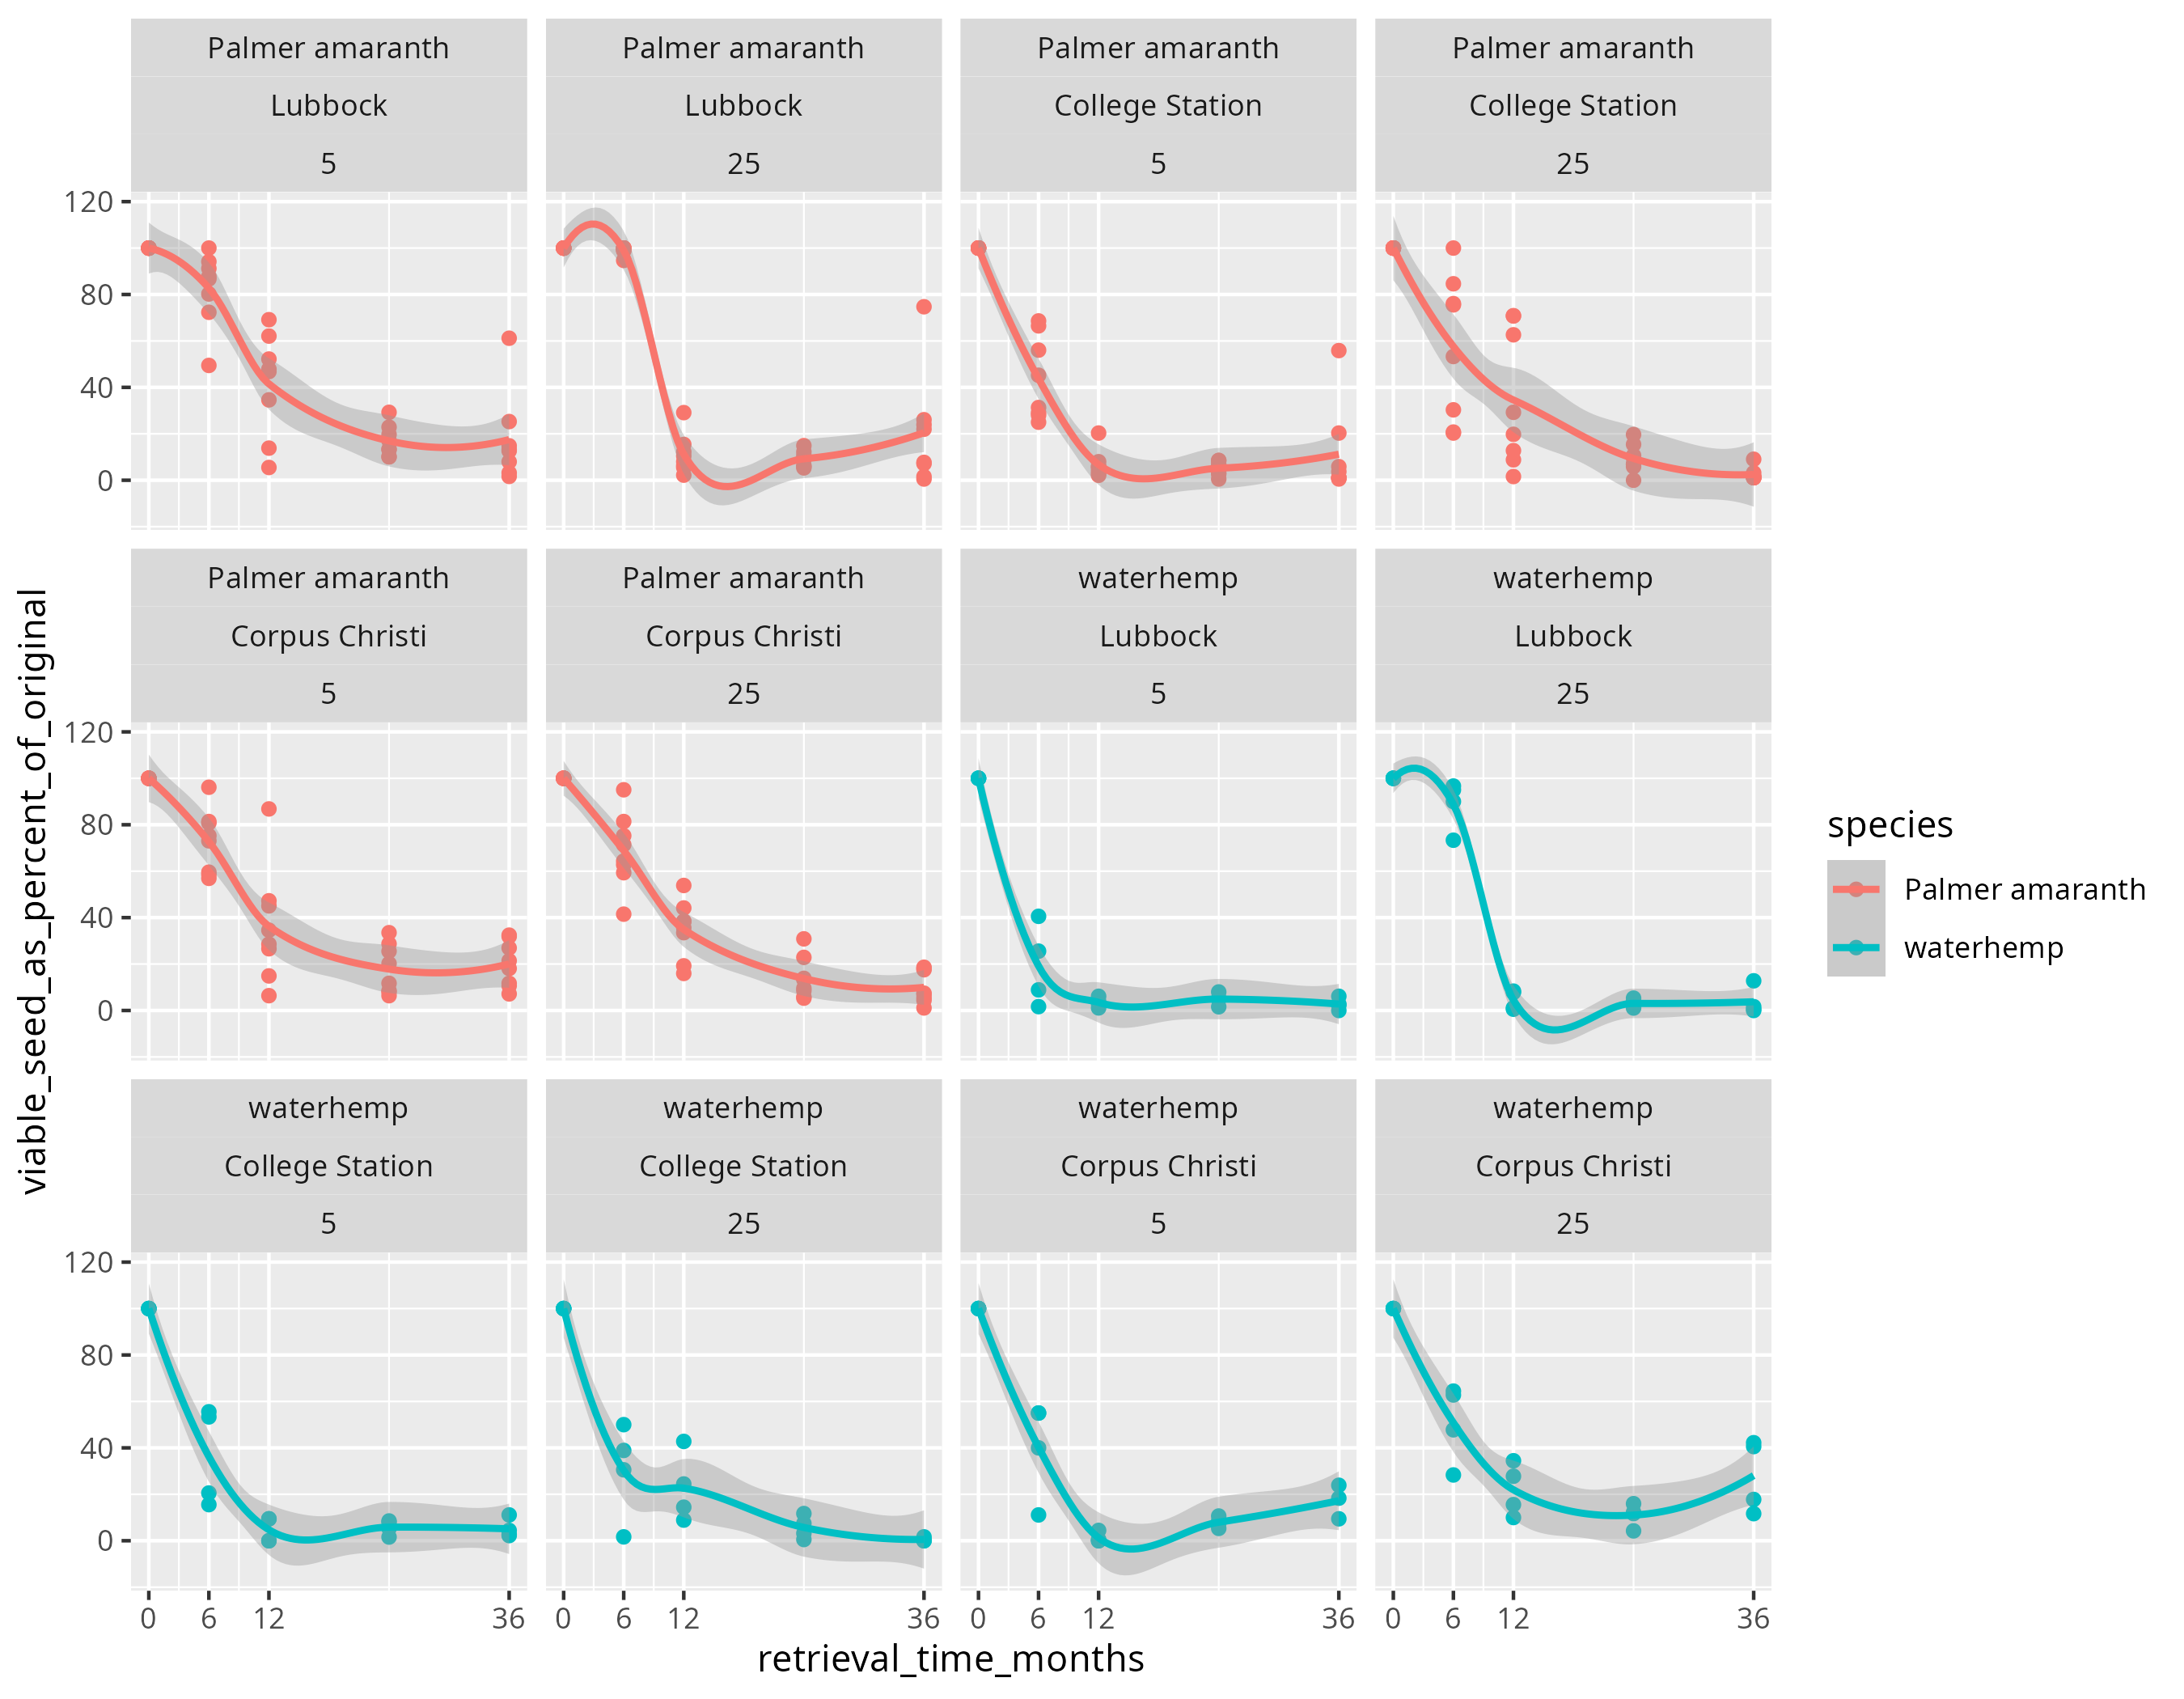 Palmer amaranth Palmer amaranth Palmer amaranth Palmer amaranth
Lubbock Lubbock College Station College Station
5 25 5 25
120
80
40
0
Palmer amaranth Palmer amaranth waterhemp waterhemp
Corpus Christi Corpus Christi Lubbock Lubbock
5 25 5 25
120
80
40
0
waterhemp waterhemp waterhemp waterhemp
College Station College Station Corpus Christi Corpus Christi
5 25 5 25
120
80
40
0
0 6 12 36 0 6 12 36 0 6 12 36 0 6 12 36
retrieval_time_months
viable_seed_as_percent_of_original
species
Palmer amaranth
waterhemp